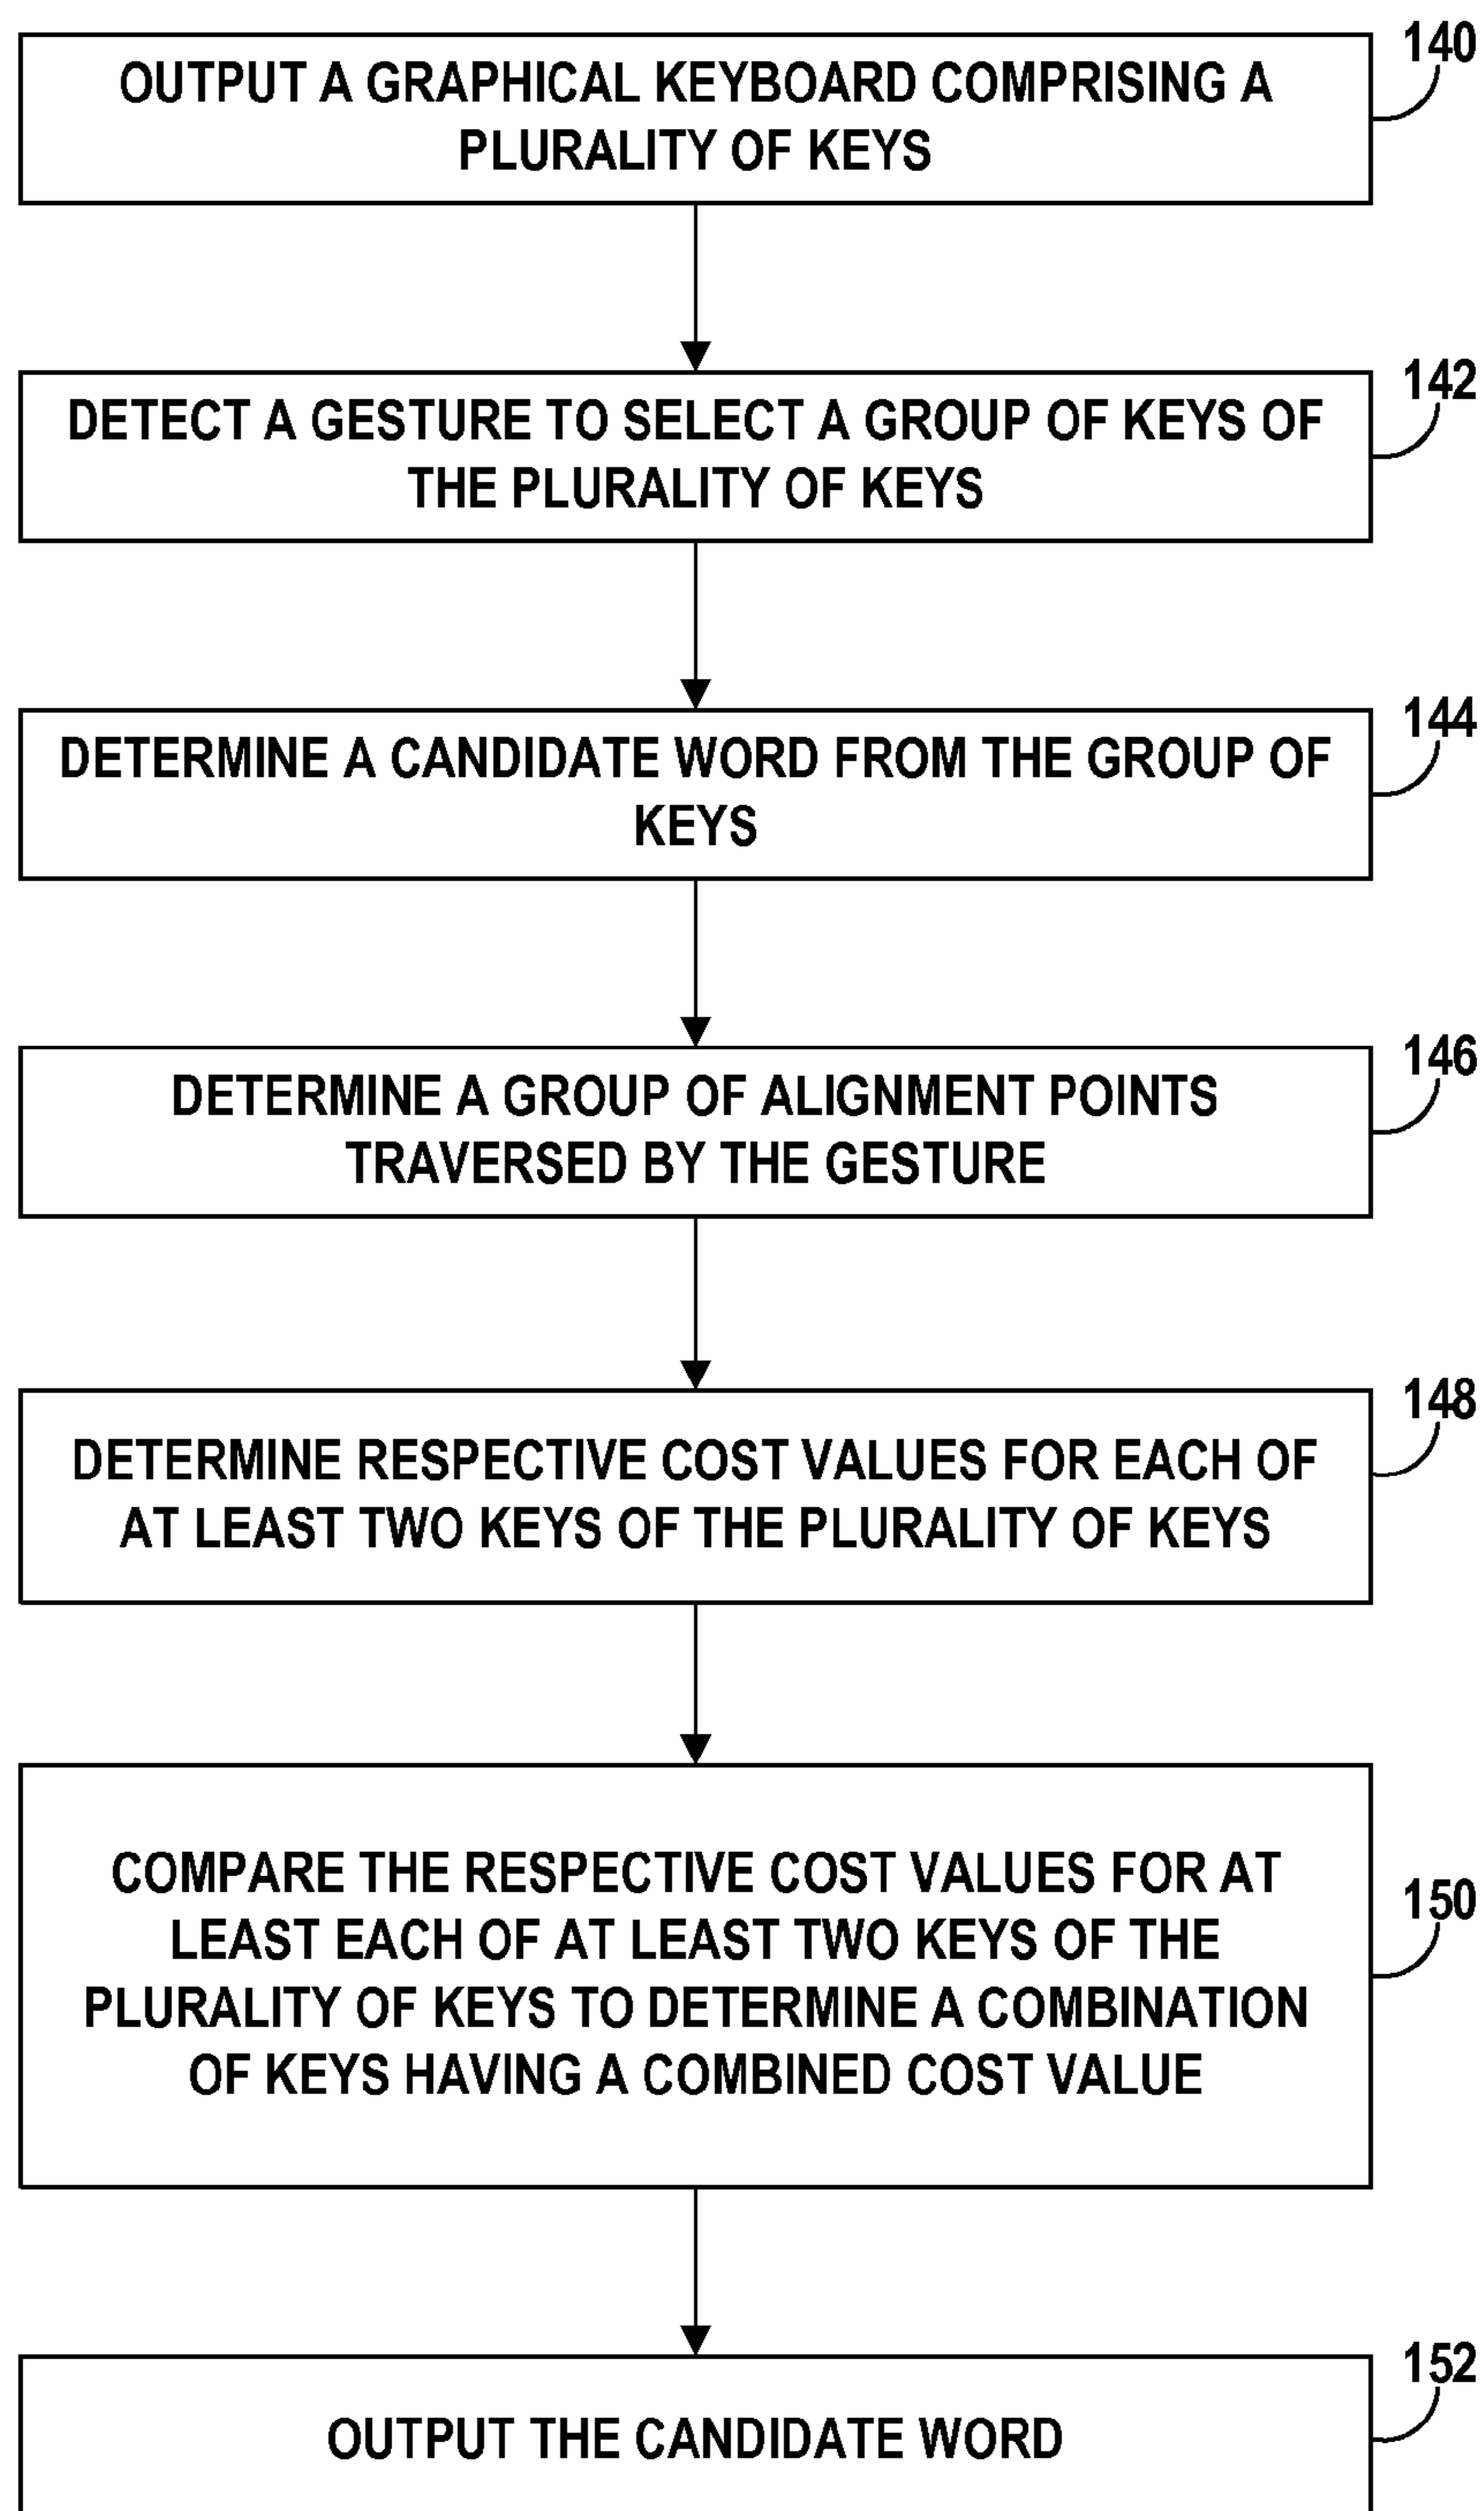 140
OUTPUT A GRAPHICAL KEYBOARD COMPRISING A
PLURALITY OF KEYS
142
DETECT A GESTURE TO SELECT A GROUP OF KEYS OF
THE PLURALITY OF KEYS
144
DETERMINE A CANDIDATE WORD FROM THE GROUP OF
KEYS
146
DETERMINE A GROUP OF ALIGNMENT POINTS
TRAVERSED BY THE GESTURE
148
DETERMINE RESPECTIVE COST VALUES FOR EACH OF
AT LEAST TWO KEYS OF THE PLURALITY OF KEYS
150
COMPARE THE RESPECTIVE COST VALUES FOR AT
LEAST EACH OF AT LEAST TWO KEYS OF THE
PLURALITY OF KEYS TO DETERMINE A COMBINATION
OF KEYS HAVING A COMBINED COST VALUE
152
OUTPUT THE CANDIDATE WORD